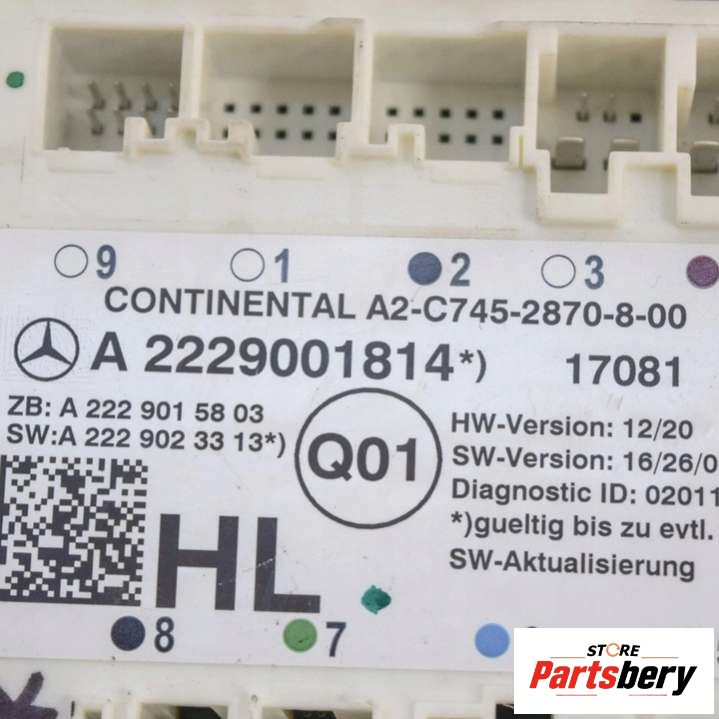 9 1 2 3
CONTINENTAL A2-C745-2870-8-00
A 2229001814*) 17081
ZB: A 222 901 58 03
SW:A 222 902 33 13*)
Q01
HW-Version: 12/20
SW-Version: 16/26/0
Diagnostic ID: 02011
*)gueltig bis zu evtl.
SW-Aktualisierung
HL
8 7
STORE
Partsbery